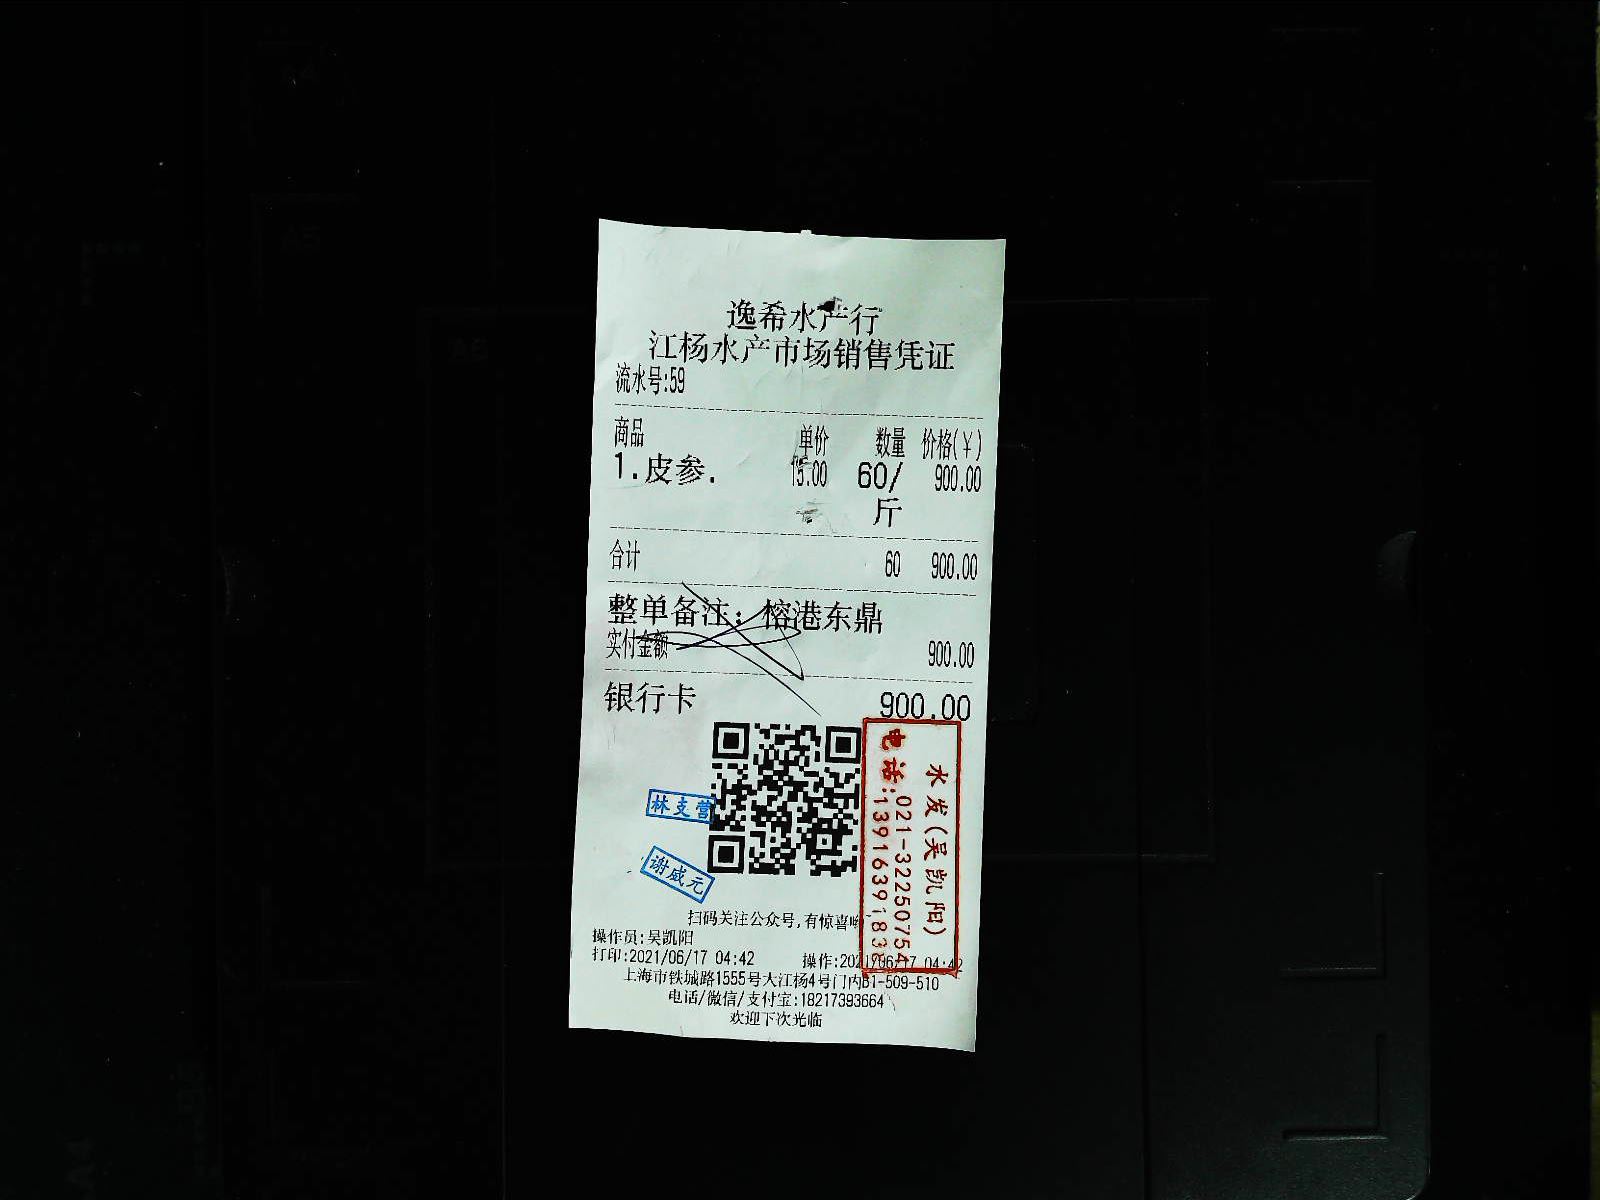 逸希水产行
江杨水产市场销售凭证
流水号:59
商品 单价 数量 价格(¥)
1.皮参. 15.00 60/斤 900.00
合计 60 900.00
整单备注: 榕港东鼎
实付金额 900.00
银行卡 900.00
水发(吴凯阳)
电话:021-32250754
13916391838
林支营
谢威元
扫码关注公众号,有惊喜哟
操作员:吴凯阳
打印:2021/06/17 04:42 操作:2021/06/17 04:42
上海市铁城路1555号大江杨4号门内B1-509-510
电话/微信/支付宝:18217393664
欢迎下次光临